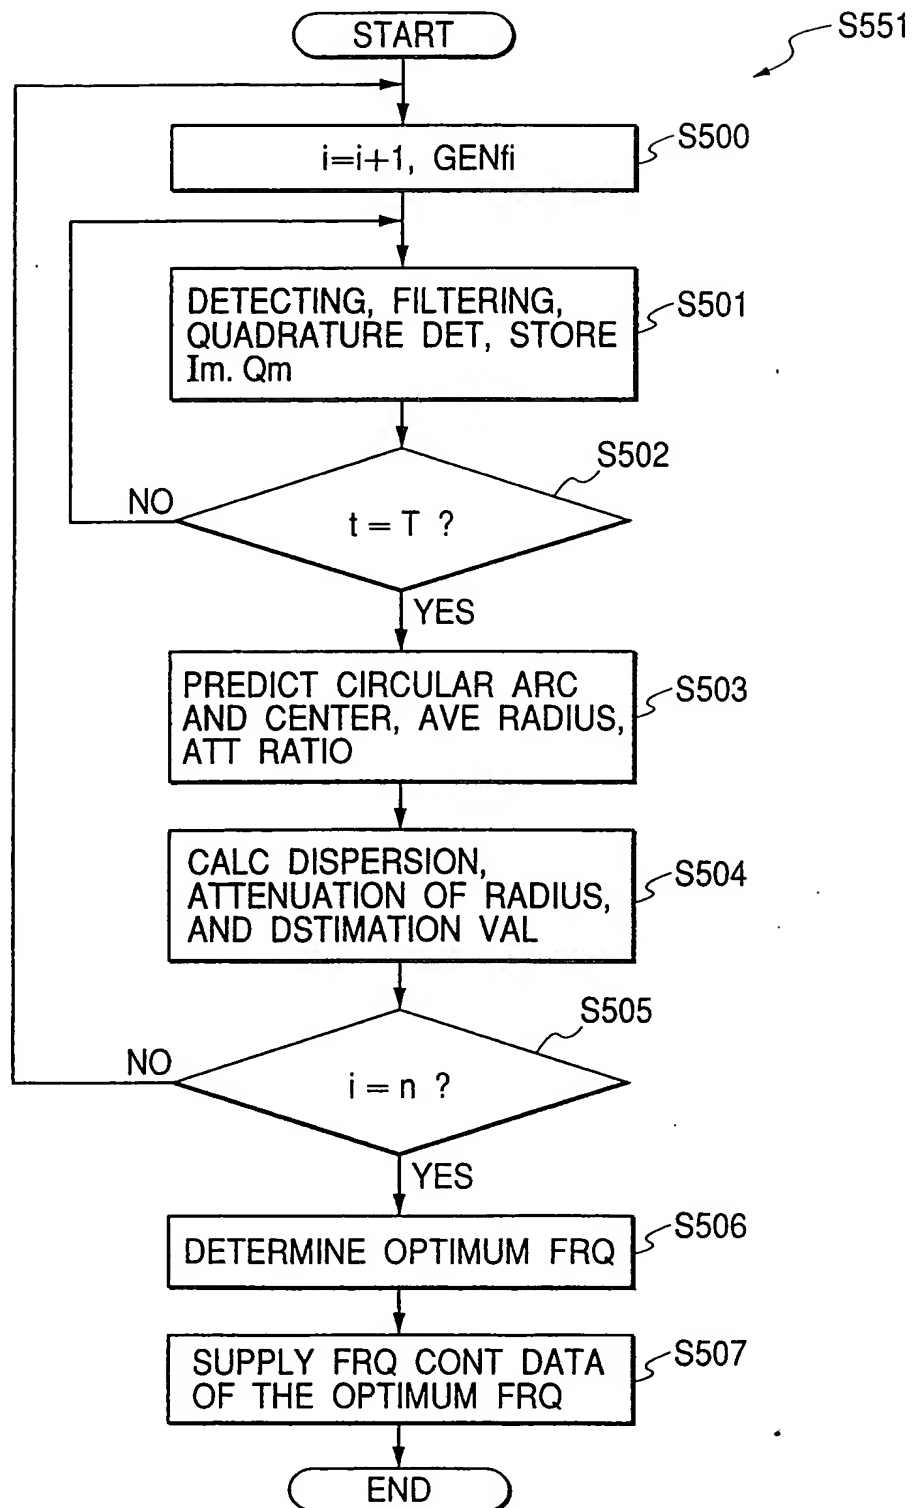 START
S551
i=i+1, GENfi
S500
DETECTING, FILTERING,
QUADRATURE DET, STORE
Im. Qm
S501
S502
NO
t = T ?
YES
PREDICT CIRCULAR ARC
AND CENTER, AVE RADIUS,
ATT RATIO
S503
CALC DISPERSION,
ATTENUATION OF RADIUS,
AND DSTIMATION VAL
S504
S505
NO
i = n ?
YES
DETERMINE OPTIMUM FRQ
S506
SUPPLY FRQ CONT DATA
OF THE OPTIMUM FRQ
S507
END